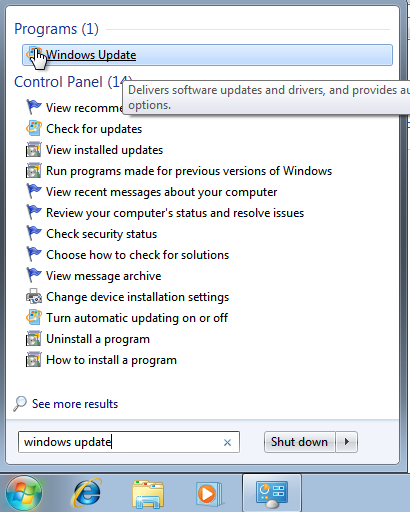 Programs (1)
Windows Update
Control Panel (14)
Delivers software updates and drivers, and provides
options.
View
Check for updates
View installed updates
Run programs made for previous versions of Windows
View recent messages about your computer
Review your computer's status and resolve issues
Check security status
Choose how to check for solutions
View message archive
Change device installation settings
Turn automatic updating on or off
Uninstall a program
How to install a program
See more results
windows update
Shut down